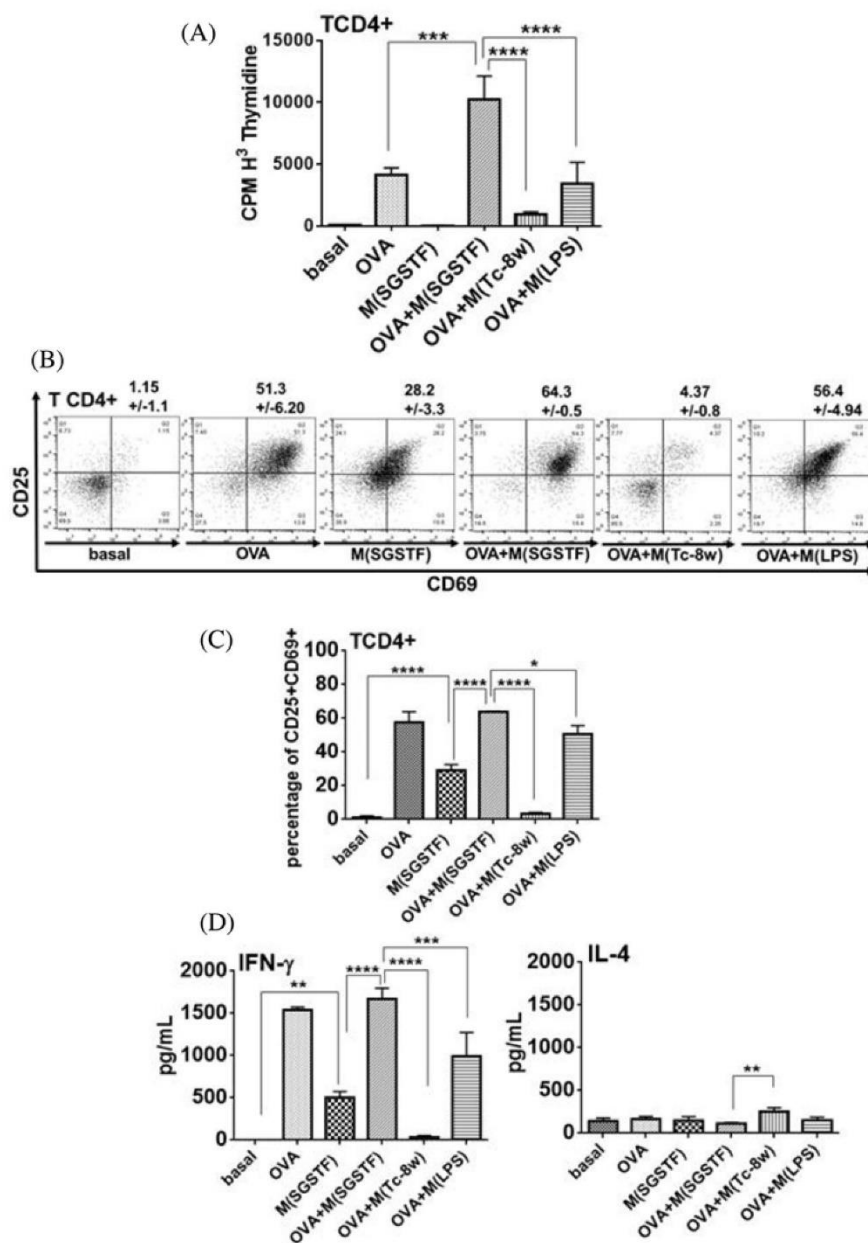 (A)
TCD4+
CPM H³ Thymidine
15000
10000
5000
0
***
****
****
basal
OVA
M(SGSTF)
OVA+M(SGSTF)
OVA+M(Tc-8w)
OVA+M(LPS)
(B)
T CD4+
1.15 51.3 28.2 64.3 4.37 56.4
+/-1.1 +/-6.20 +/-3.3 +/-0.5 +/-0.8 +/-4.94
CD25
basal OVA M(SGSTF) OVA+M(SGSTF) OVA+M(Tc-8w) OVA+M(LPS)
CD69
(C)
TCD4+
percentage of CD25+CD69+
100
80
60
40
20
0
****
****
****
*
basal
OVA
M(SGSTF)
OVA+M(SGSTF)
OVA+M(Tc-8w)
OVA+M(LPS)
(D)
IFN-γ
pg/mL
2000
1500
1000
500
0
**
****
****
***
basal
OVA
M(SGSTF)
OVA+M(SGSTF)
OVA+M(Tc-8w)
OVA+M(LPS)
IL-4
pg/mL
2000
1500
1000
500
0
**
basal
OVA
M(SGSTF)
OVA+M(SGSTF)
OVA+M(Tc-8w)
OVA+M(LPS)